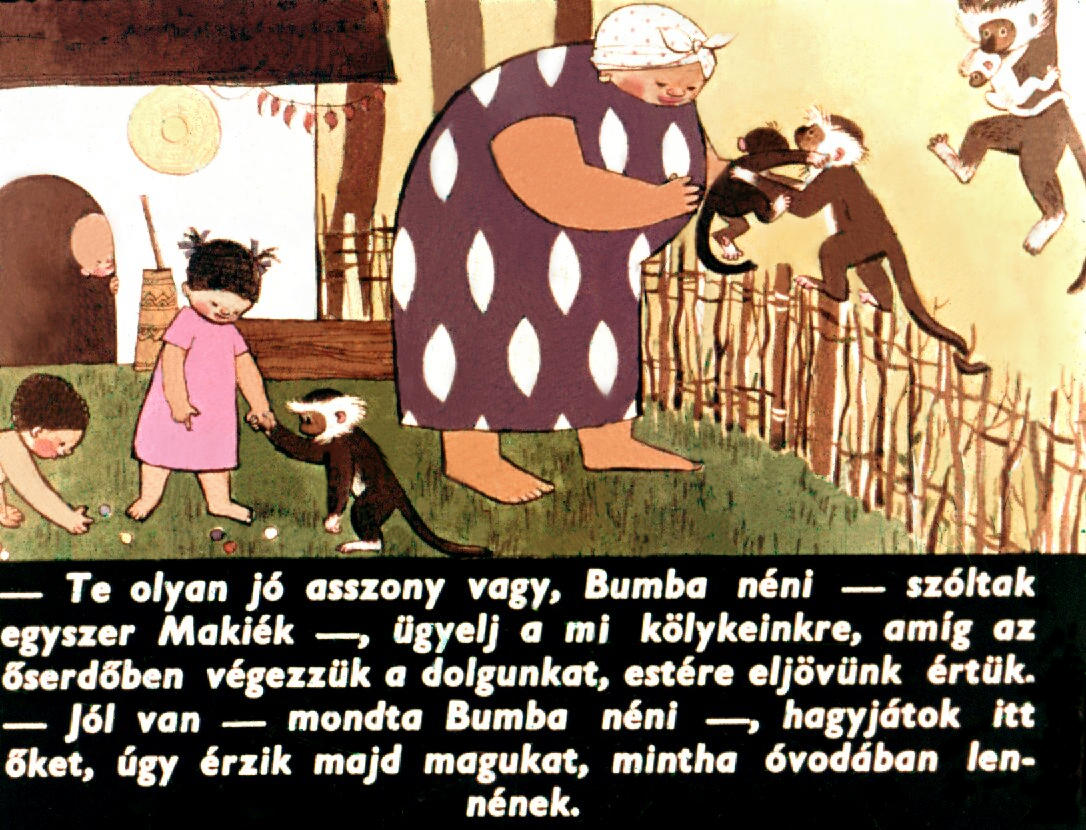 — Te olyan jó asszony vagy, Bumba néni — szóltak
egyszer Makiék —, ügyelj a mi kölykeinkre, amíg az
őserdőben végezzük a dolgunkat, estére eljövünk értük.
— Jól van — mondta Bumba néni —, hagyjátok itt
őket, úgy érzik majd magukat, mintha óvodában len-
nének.